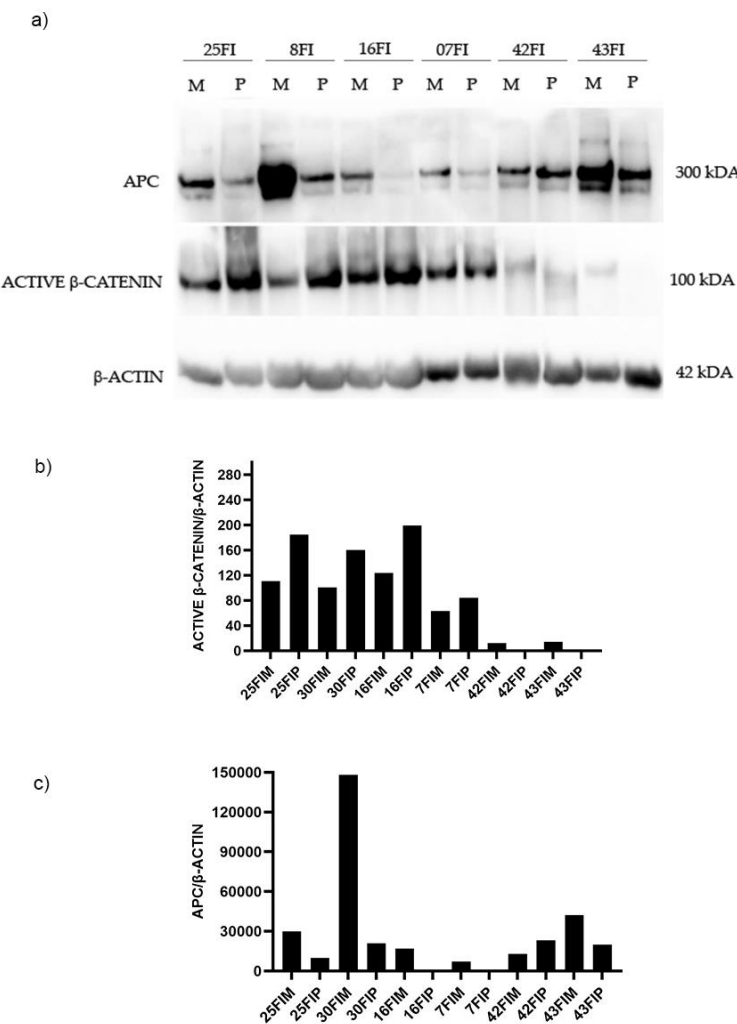 a)
25FI 8FI 16FI 07FI 42FI 43FI
M P M P M P M P M P M P
APC 300 kDA
ACTIVE β-CATENIN 100 kDA
β-ACTIN 42 kDA
b)
ACTIVE β-CATENIN/β-ACTIN
280
240
200
160
120
80
40
0
25FIM 25FIP 30FIM 30FIP 16FIM 16FIP 7FIM 7FIP 42FIM 42FIP 43FIM 43FIP
c)
APC/β-ACTIN
150000
120000
90000
60000
30000
0
25FIM 25FIP 30FIM 30FIP 16FIM 16FIP 7FIM 7FIP 42FIM 42FIP 43FIM 43FIP